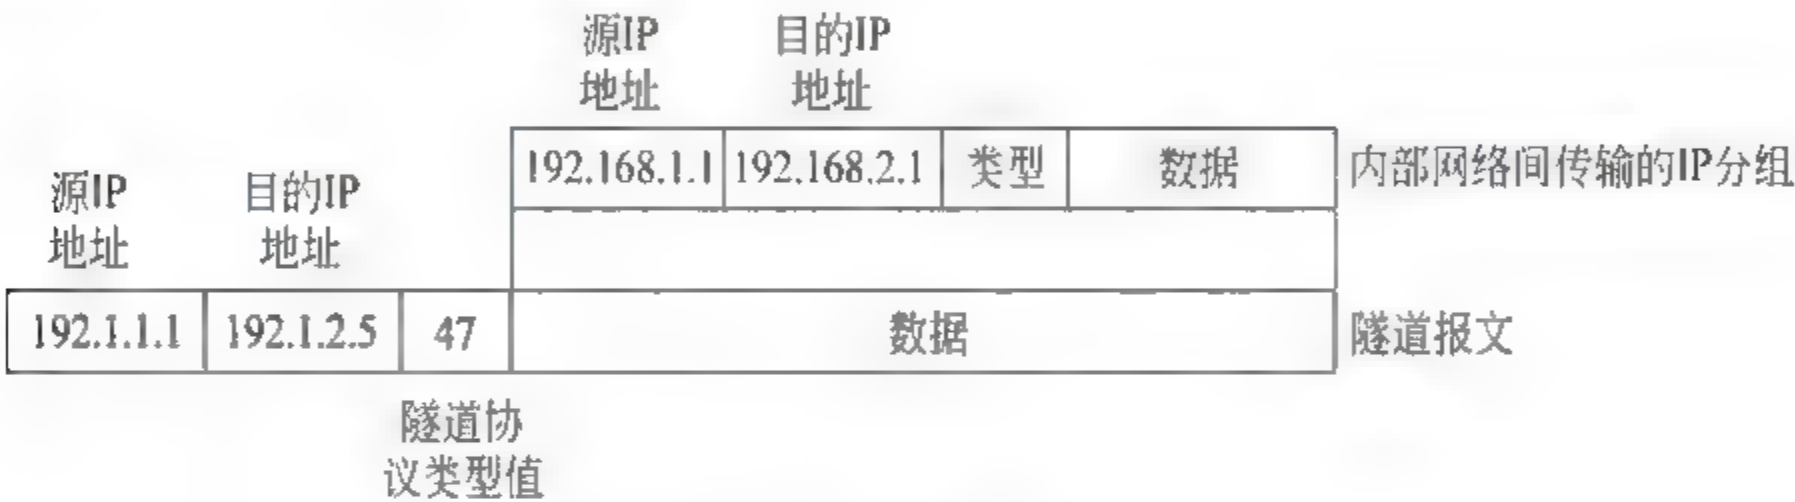 源IP 目的IP
地址 地址
192.168.1.1 192.168.2.1 类型 数据 内部网络间传输的IP分组
源IP 目的IP
地址 地址
192.1.1.1 192.1.2.5 47 数据 隧道报文
隧道协
议类型值